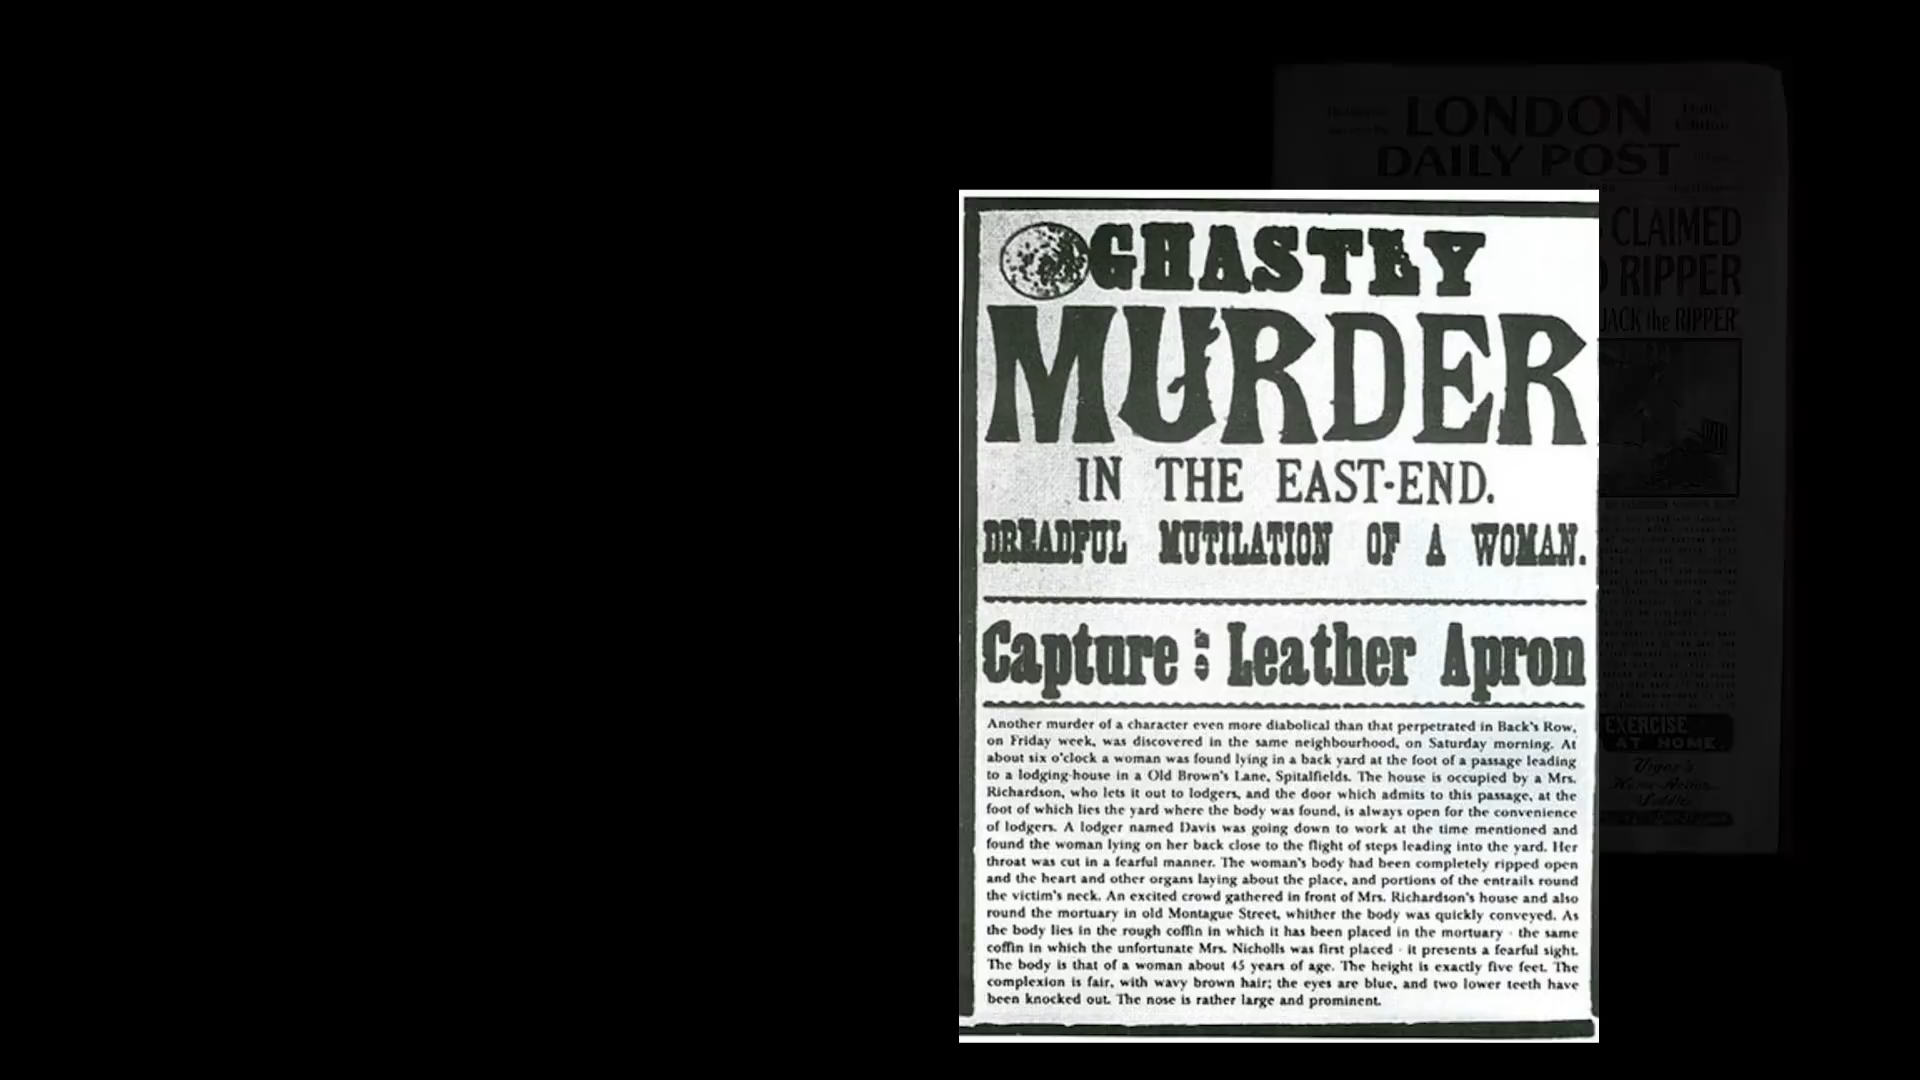 LONDON
DAILY POST
CLAIMED
RIPPER
JACK the RIPPER
EXERCISE
AT HOME
GHASTLY
MURDER
IN THE EAST-END.
DREADFUL MUTILATION OF A WOMAN.
Capture : Leather Apron
Another murder of a character even more diabolical than that perpetrated in Back's Row,
on Friday week, was discovered in the same neighbourhood, on Saturday morning. At
about six o'clock a woman was found lying in a back yard at the foot of a passage leading
to a lodging-house in a Old Brown's Lane, Spitalfields. The house is occupied by a Mrs.
Richardson, who lets it out to lodgers, and the door which admits to this passage, at the
foot of which lies the yard where the body was found, is always open for the convenience
of lodgers. A lodger named Davis was going down to work at the time mentioned and
found the woman lying on her back close to the flight of steps leading into the yard. Her
throat was cut in a fearful manner. The woman's body had been completely ripped open
and the heart and other organs laying about the place, and portions of the entrails round
the victim's neck. An excited crowd gathered in front of Mrs. Richardson's house and also
round the mortuary in old Montague Street, whither the body was quickly conveyed. As
the body lies in the rough coffin in which it has been placed in the mortuary - the same
coffin in which the unfortunate Mrs. Nicholls was first placed - it presents a fearful sight.
The body is that of a woman about 45 years of age. The height is exactly five feet. The
complexion is fair, with wavy brown hair; the eyes are blue, and two lower teeth have
been knocked out. The nose is rather large and prominent.